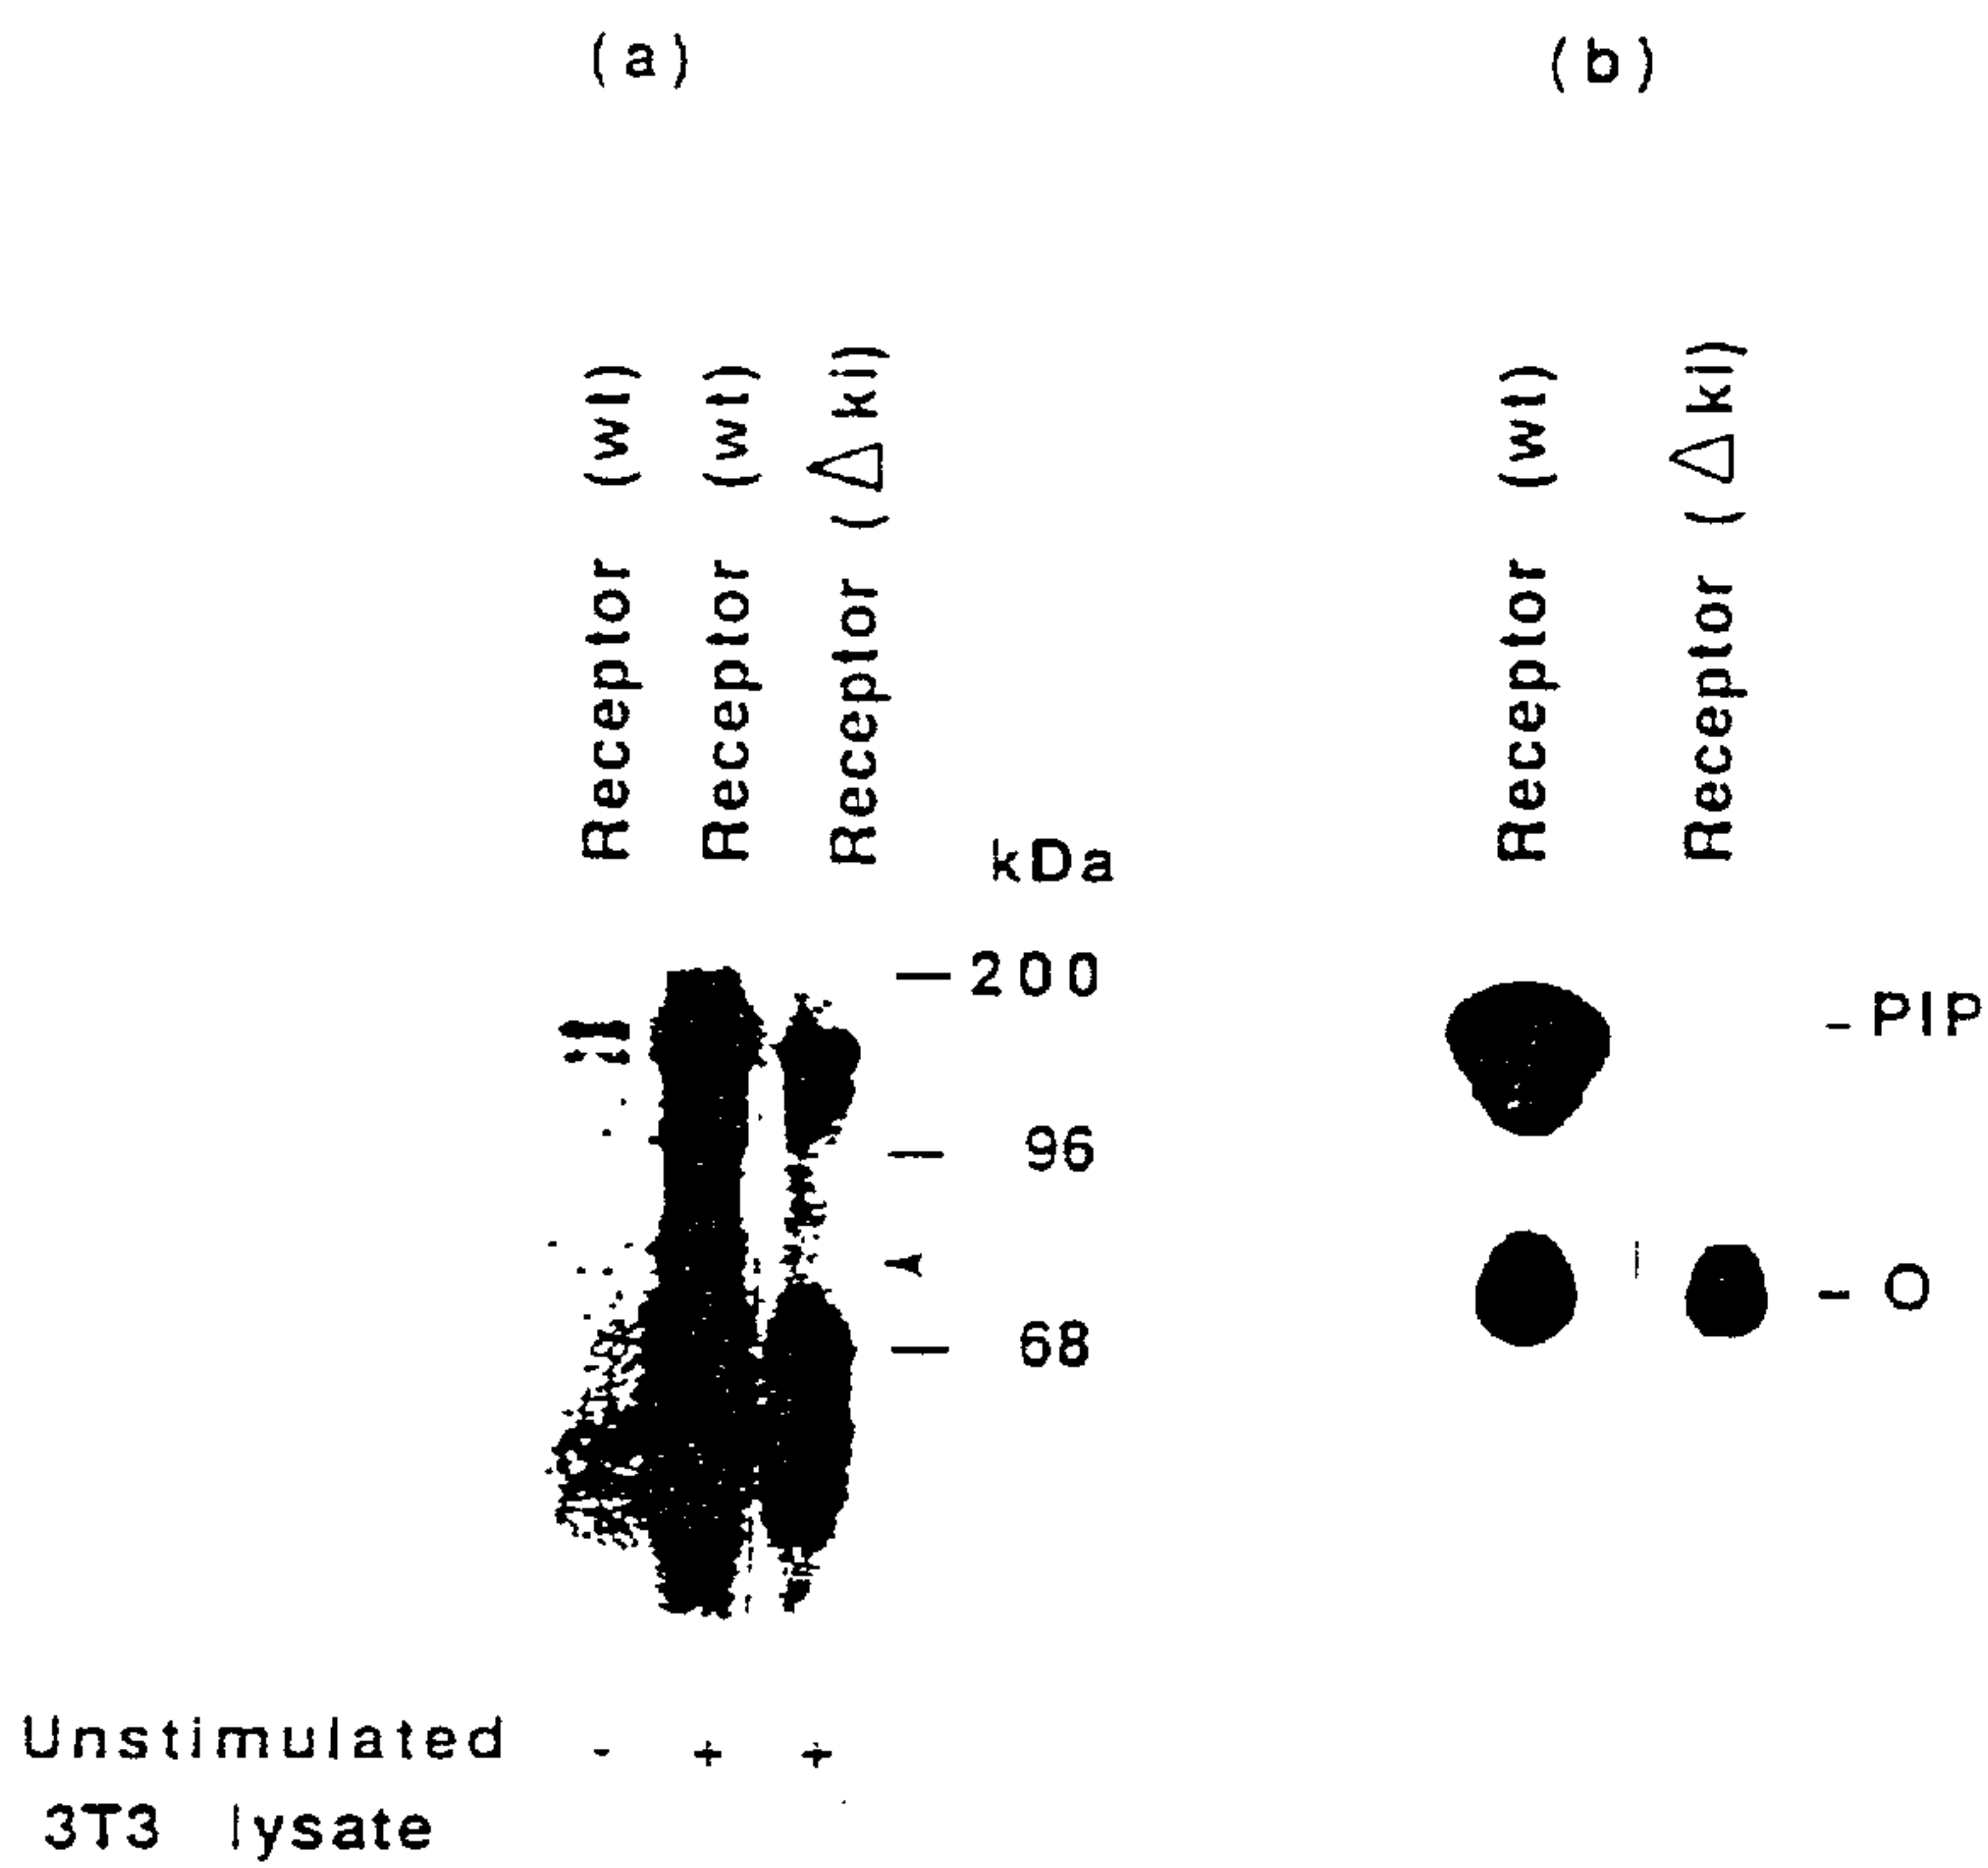 (a)
(b)
Receptor (wt)
Receptor (wt)
Receptor (Δki)
Receptor (wt)
Receptor (Δki)
kDa
200
96
68
PIP
O
Unstimulated - + +
3T3 lysate